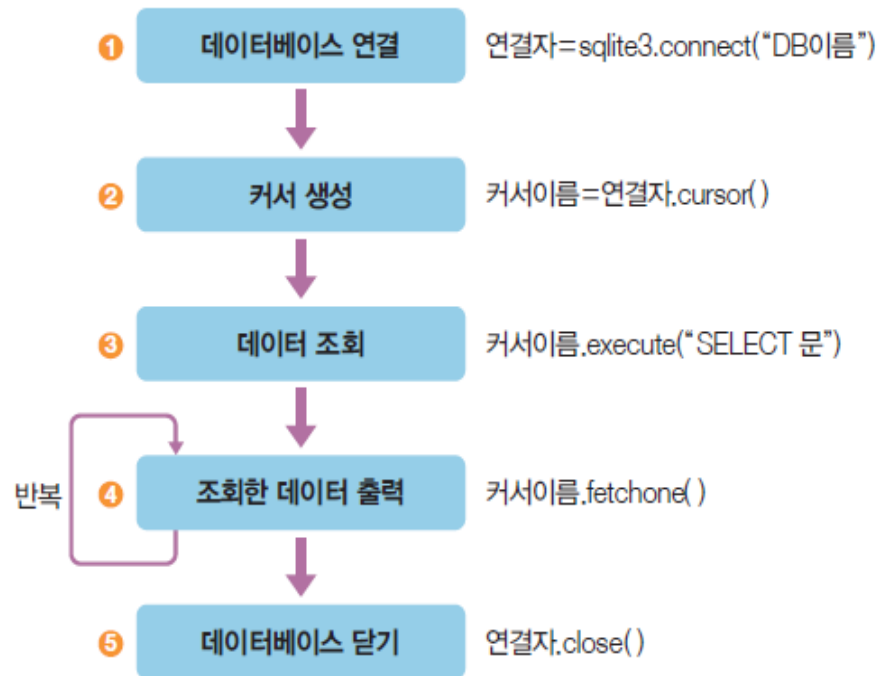 ❶ 데이터베이스 연결 연결자=sqlite3.connect(“DB이름”)
❷ 커서 생성 커서이름=연결자.cursor( )
❸ 데이터 조회 커서이름.execute(“SELECT 문”)
반복 ❹ 조회한 데이터 출력 커서이름.fetchone( )
❺ 데이터베이스 닫기 연결자.close( )